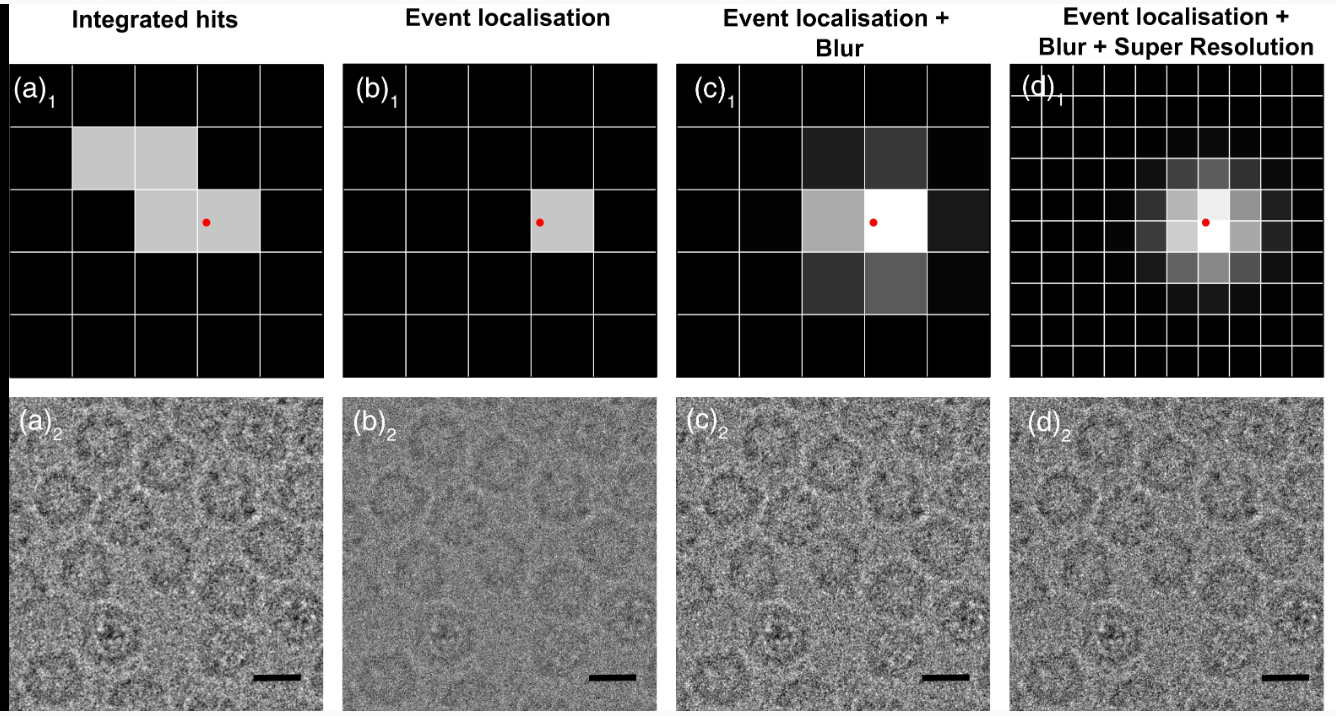 Integrated hits
Event localisation
Event localisation +
Blur
Event localisation +
Blur + Super Resolution
(a)1
(b)1
(c)1
(d)1
(a)2
(b)2
(c)2
(d)2